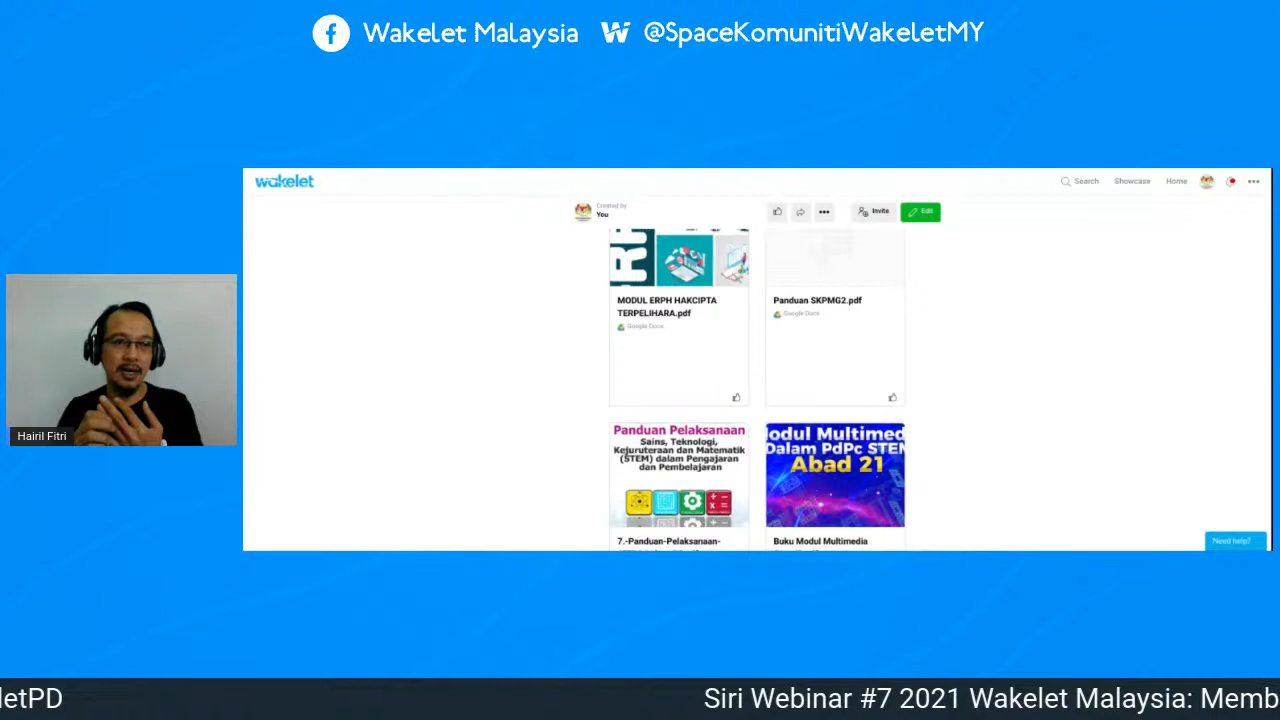 Wakelet Malaysia
@SpaceKomunitiWakeletMY
wakelet
Search
Showcase
Home
Created by
You
Invite
Edit
MODUL ERPH HAKCIPTA
TERPELIHARA.pdf
Google Docs
Panduan SKPMG2.pdf
Google Docs
Panduan Pelaksanaan
Sains, Teknologi,
Kejuruteraan dan Matematik
(STEM) dalam Pengajaran
dan Pembelajaran
7.-Panduan-Pelaksanaan-
odul Multimed
Dalam PdPc STEM
Abad 21
Buku Modul Multimedia
Need help?
Hairil Fitri
letPD
Siri Webinar #7 2021 Wakelet Malaysia: Memb